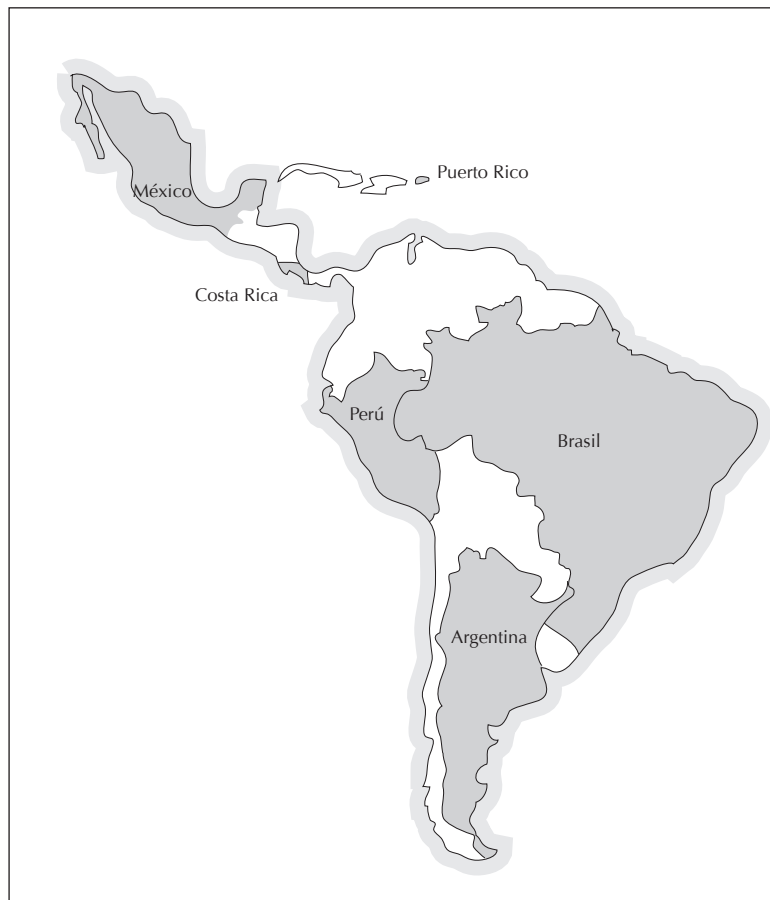 Puerto Rico
México
Costa Rica
Perú
Brasil
Argentina